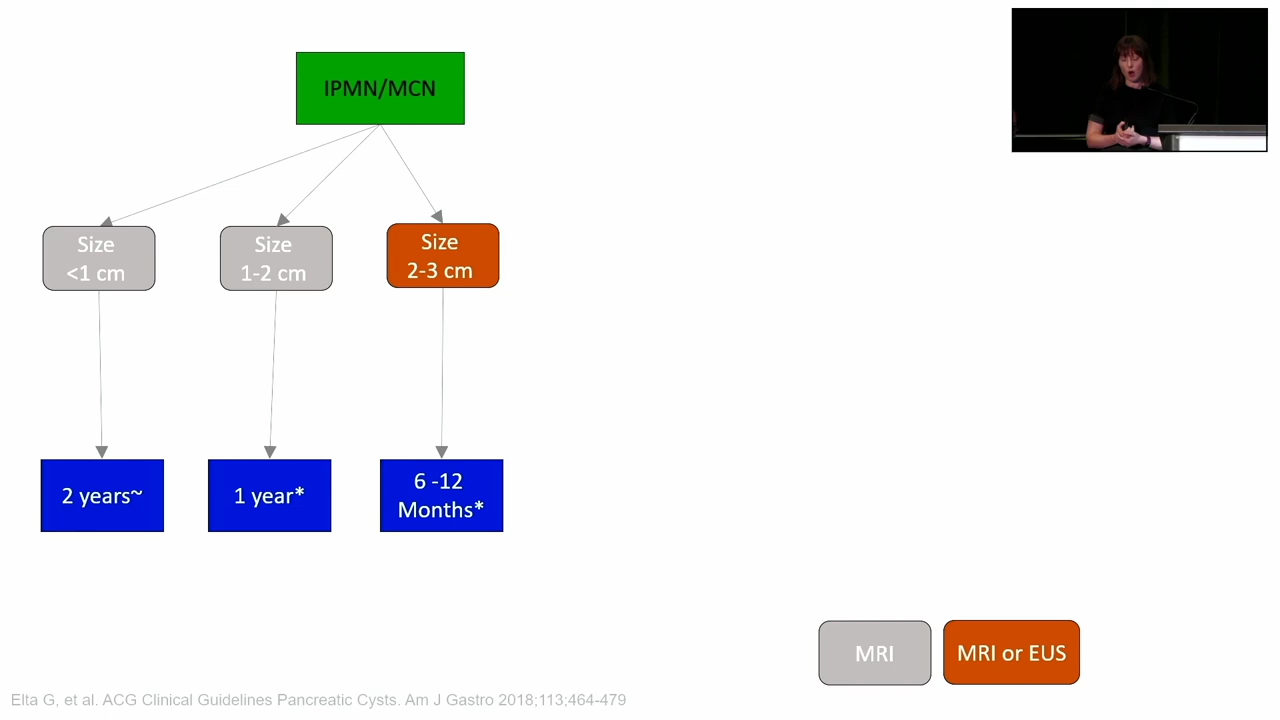 IPMN/MCN
Size
<1 cm
Size
1-2 cm
Size
2-3 cm
2 years~
1 year*
6 -12
Months*
MRI
MRI or EUS
Elta G, et al. ACG Clinical Guidelines Pancreatic Cysts. Am J Gastro 2018;113;464-479